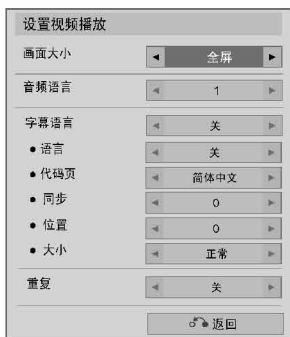 设置视频播放
画面大小 ◄ 全屏 ►
音频语言 ◄ 1 ►
字幕语言 ◄ 关 ►
● 语言 ◄ 关 ►
● 代码页 ◄ 简体中文 ►
● 同步 ◄ 0 ►
● 位置 ◄ 0 ►
● 大小 ◄ 正常 ►
重复 ◄ 关 ►
返回